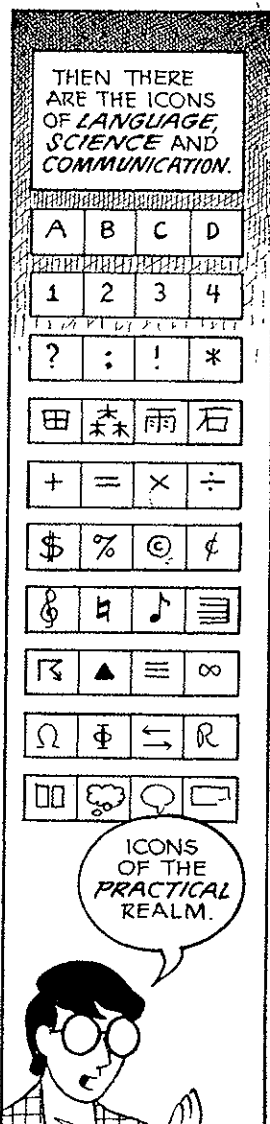 THEN THERE
ARE THE ICONS
OF LANGUAGE,
SCIENCE AND
COMMUNICATION.
A B C D
1 2 3 4
? : ! *
田 森 雨 石
+ = × ÷
$ % © ¢
𝄞 ♮ ♪
▲ ≡ ∞
Ω Φ ⇆ R
ICONS
OF THE
PRACTICAL
REALM.